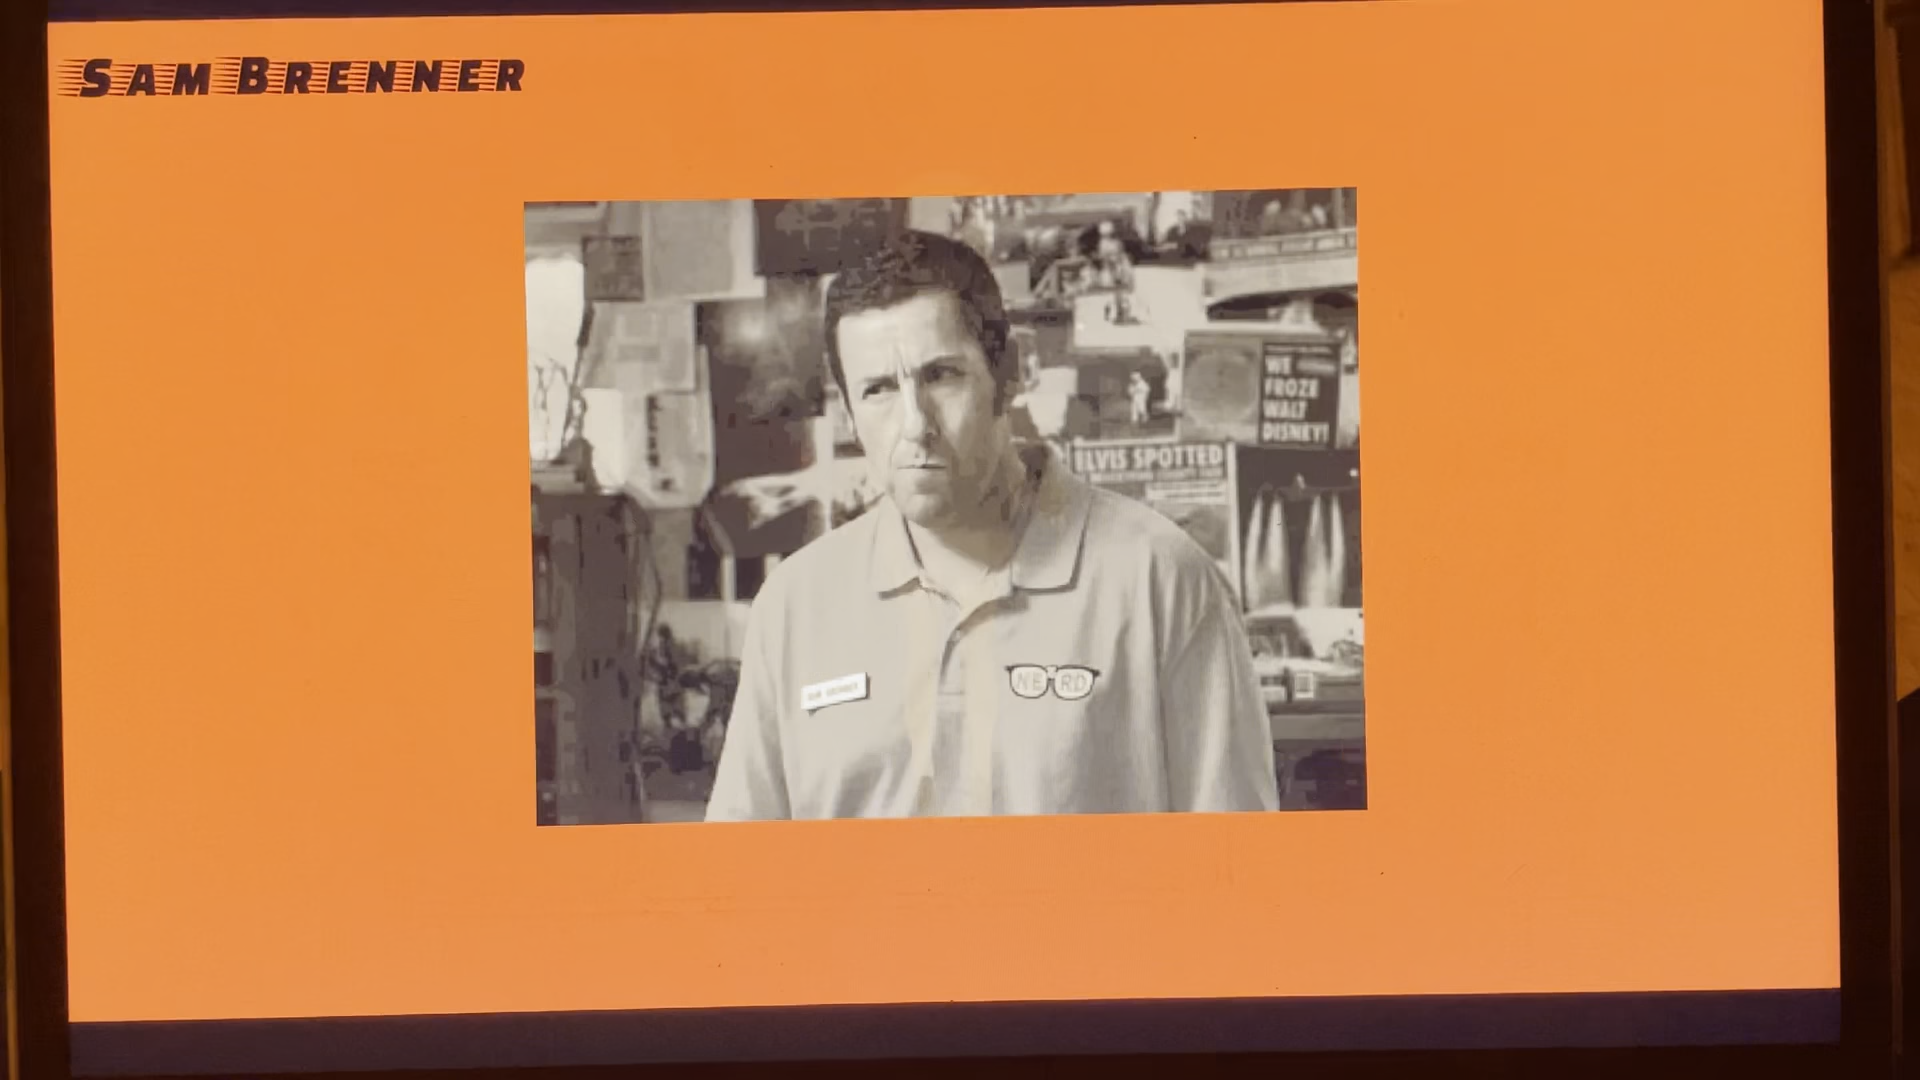 SAM BRENNER
WE
FROZE
WALT
DISNEY!
ELVIS SPOTTED
NERD